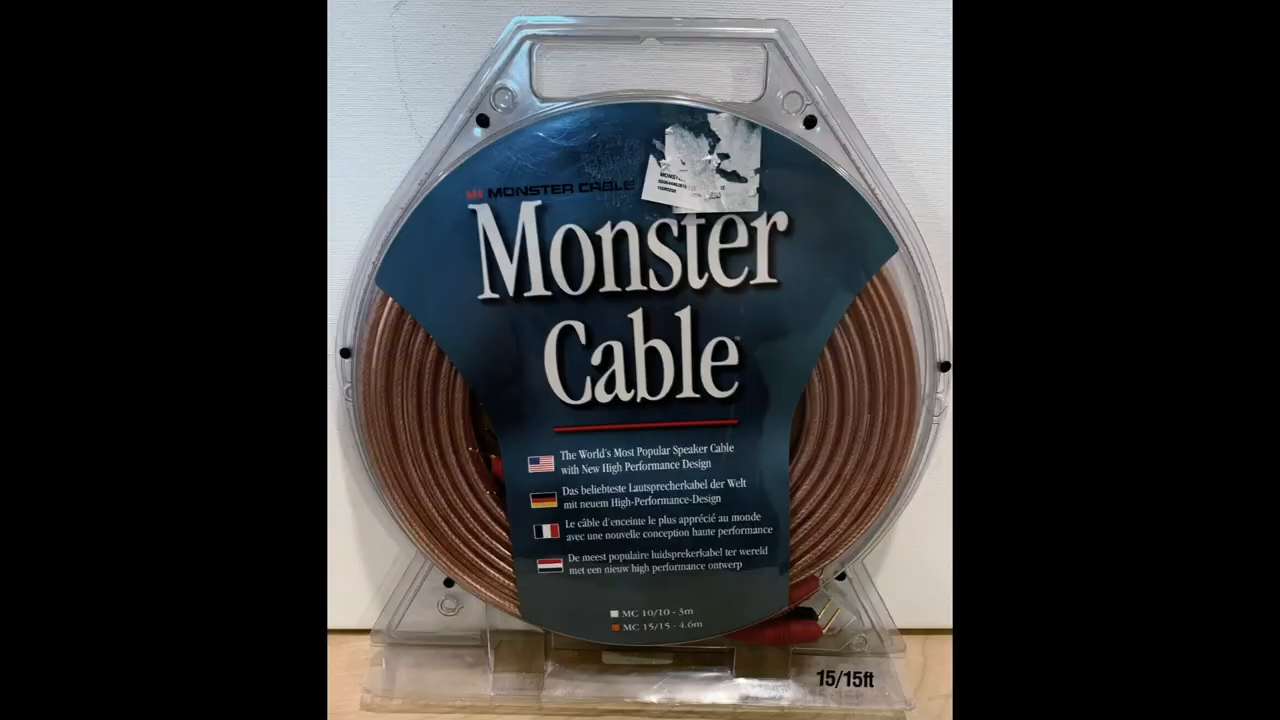 MONSTER CABLE
Monster
Cable
The World's Most Popular Speaker Cable
with New High Performance Design
Das beliebteste Lautsprecherkabel der Welt
mit neuem High-Performance-Design
Le câble d'enceinte le plus apprécié au monde
avec une nouvelle conception haute performance
De meest populaire luidsprekerkabel ter wereld
met een nieuw high performance ontwerp
MC 10/10 - 3m
MC 15/15 - 4.6m
15/15ft